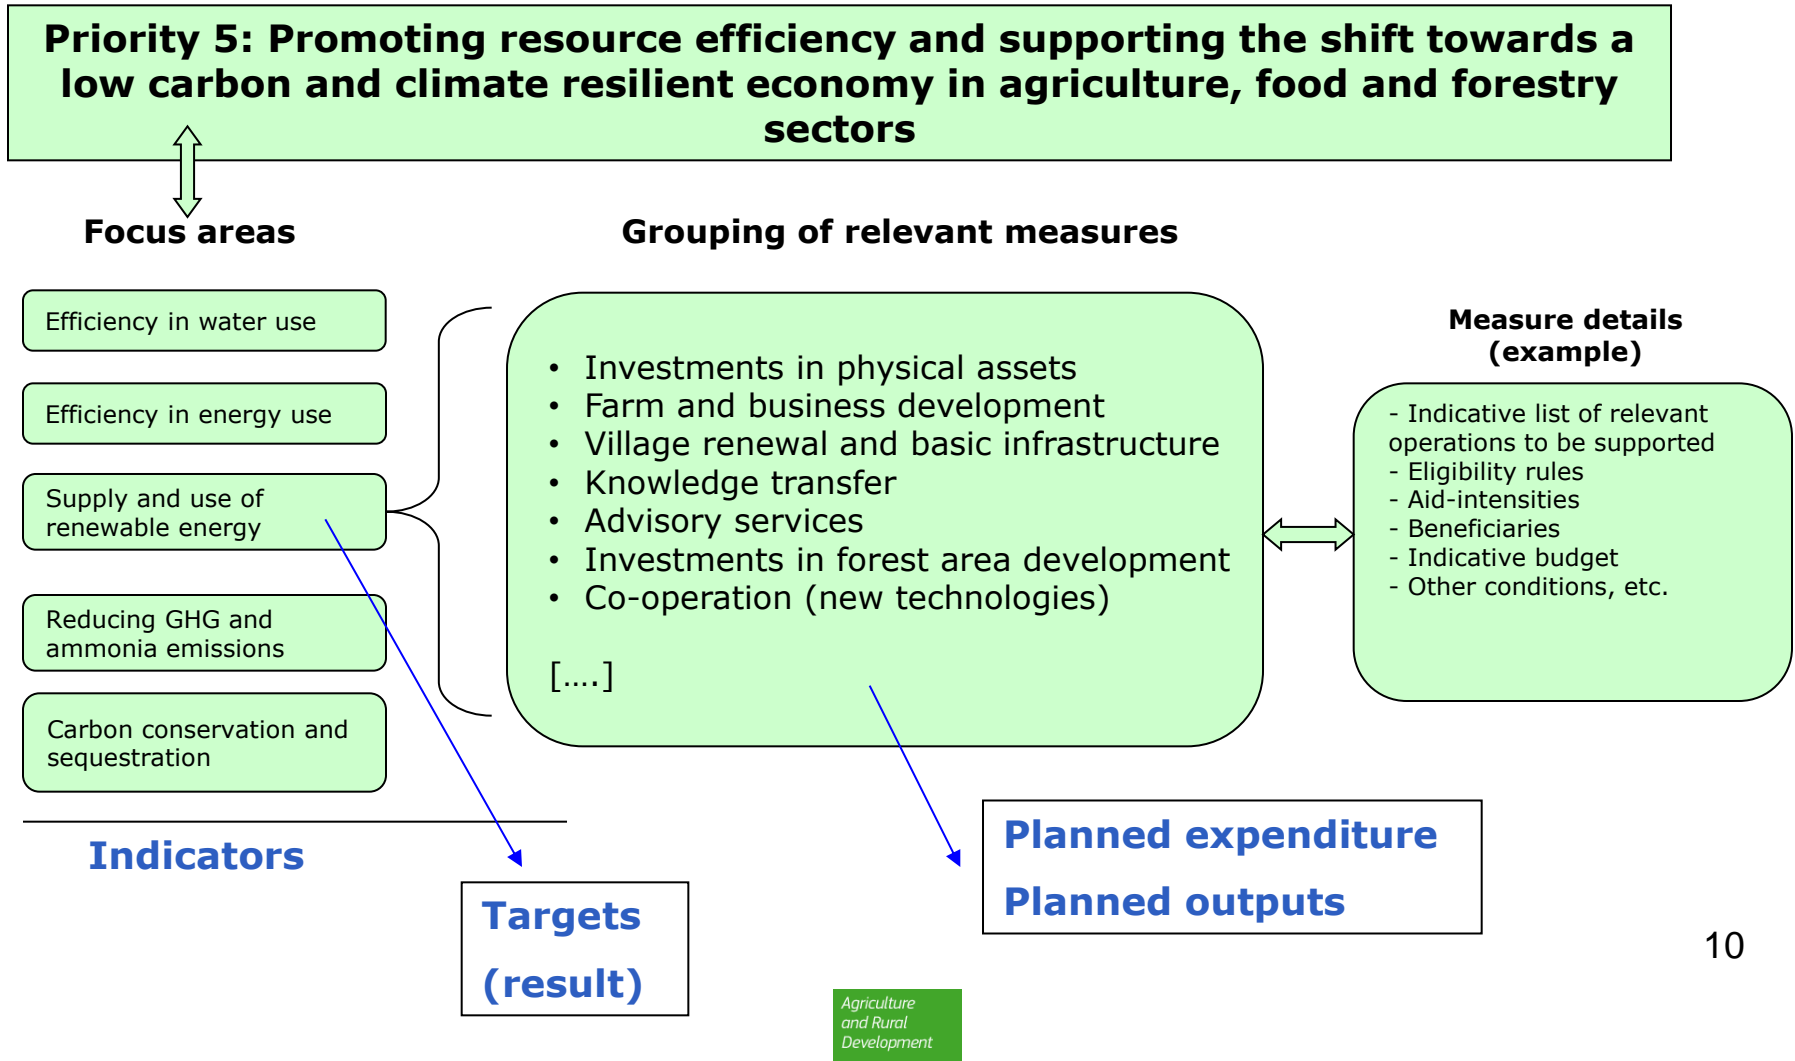 Priority 5: Promoting resource efficiency and supporting the shift towards a
low carbon and climate resilient economy in agriculture, food and forestry
sectors
Focus areas
Grouping of relevant measures
Efficiency in water use
Efficiency in energy use
Supply and use of
renewable energy
Reducing GHG and
ammonia emissions
Carbon conservation and
sequestration
• Investments in physical assets
• Farm and business development
• Village renewal and basic infrastructure
• Knowledge transfer
• Advisory services
• Investments in forest area development
• Co-operation (new technologies)
[....]
Measure details
(example)
- Indicative list of relevant
operations to be supported
- Eligibility rules
- Aid-intensities
- Beneficiaries
- Indicative budget
- Other conditions, etc.
Indicators
Targets
(result)
Planned expenditure
Planned outputs
10
Agriculture
and Rural
Development